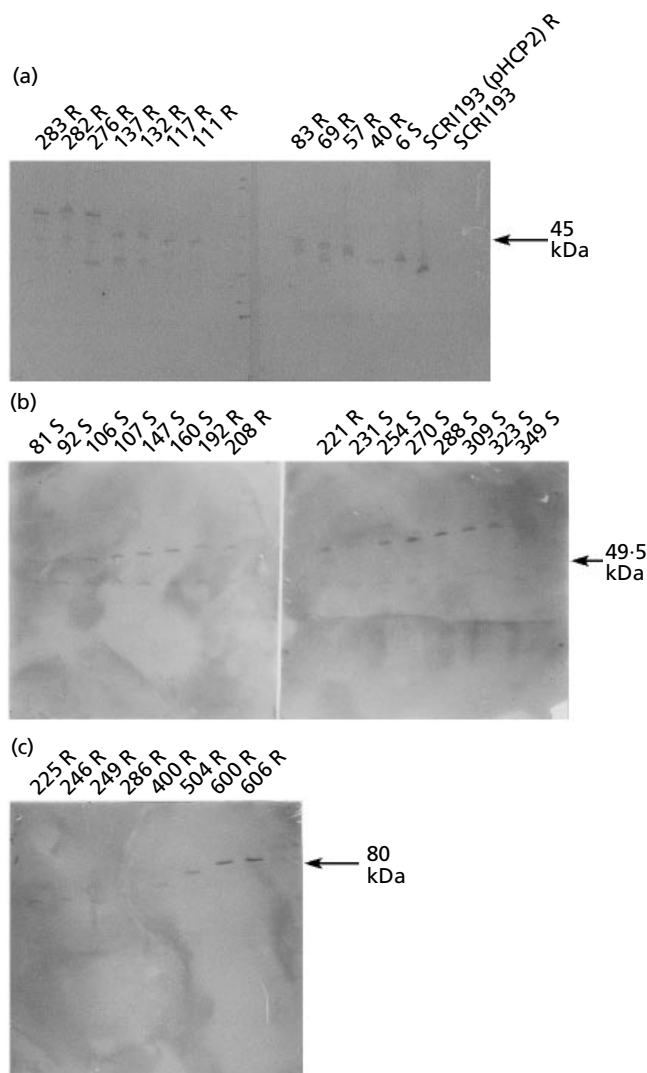 (a)
283 R 282 R 276 R 137 R 132 R 117 R 111 R 83 R 69 R 57 R 40 R 6 S SCRI193 (pHCP2) R SCRI193
45
kDa
(b)
81 S 92 S 106 S 107 S 147 S 160 S 192 R 208 R 221 R 231 S 254 S 270 S 288 S 309 S 323 S 349 S
49·5
kDa
(c)
225 R 246 R 249 R 286 R 400 R 504 R 600 R 606 R
80
kDa